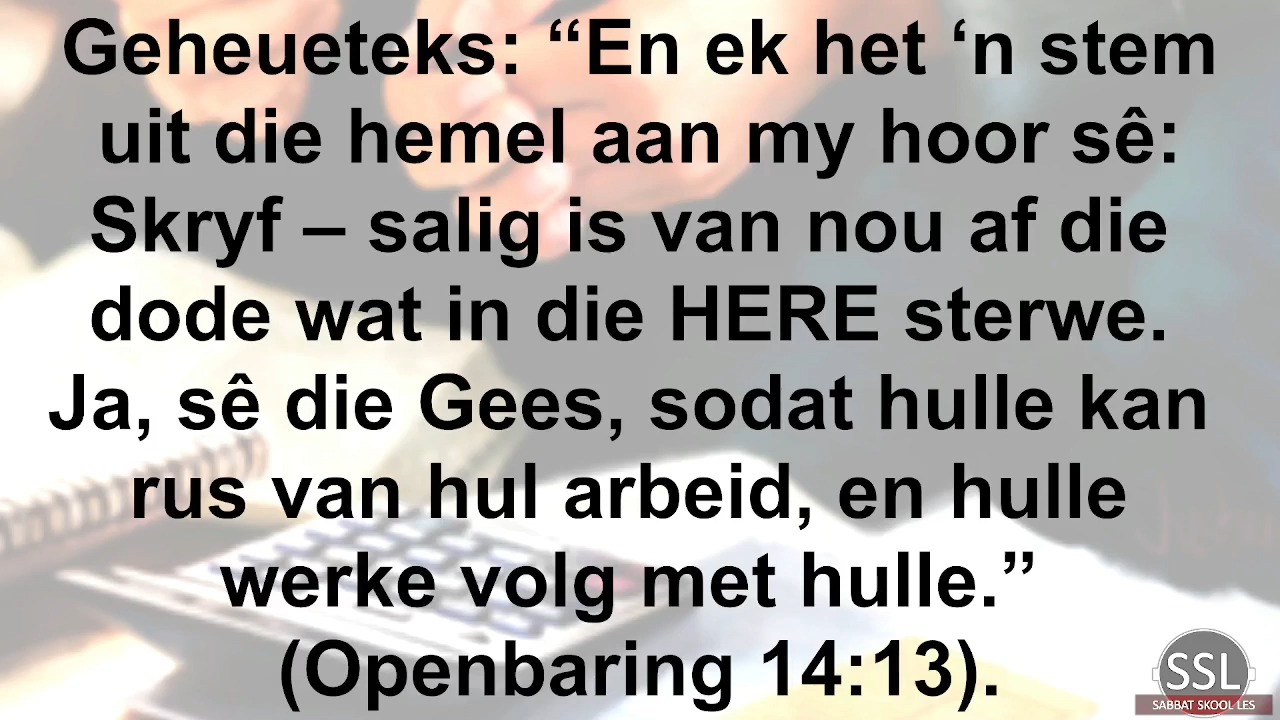 Geheueteks: “En ek het ‘n stem
uit die hemel aan my hoor sê:
Skryf – salig is van nou af die
dode wat in die HERE sterwe.
Ja, sê die Gees, sodat hulle kan
rus van hul arbeid, en hulle
werke volg met hulle.”
(Openbaring 14:13).
SSL
SABBAT SKOOL LES